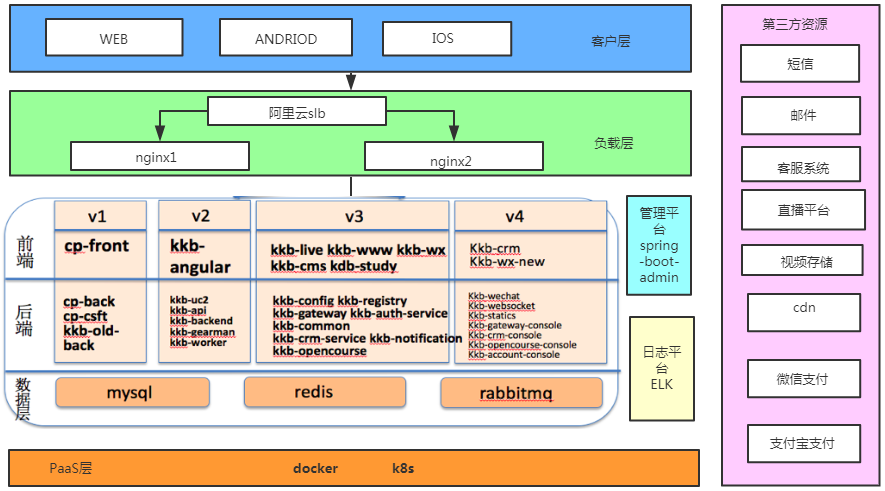 WEB
ANDRIOD
IOS
客户层
阿里云slb
nginx1
nginx2
负载层
v1
v2
v3
v4
前端
cp-front
kkb-
angular
kkb-live kkb-www kkb-wx
kkb-cms kdb-study
Kkb-crm
Kkb-wx-new
后端
cp-back
cp-csft
kkb-old-
back
kkb-uc2
kkb-api
kkb-backend
kkb-gearman
kkb-worker
kkb-config kkb-registry
kkb-gateway kkb-auth-service
kkb-common
kkb-crm-service kkb-notification
kkb-opencourse
Kkb-wechat
Kkb-websocket
Kkb-statics
Kkb-gateway-console
Kkb-crm-console
Kkb-opencourse-console
Kkb-account-console
数据层
mysql
redis
rabbitmq
管理平
台
spring
-boot-
admin
日志平
台
ELK
PaaS层
docker
k8s
第三方资源
短信
邮件
客服系统
直播平台
视频存储
cdn
微信支付
支付宝支付